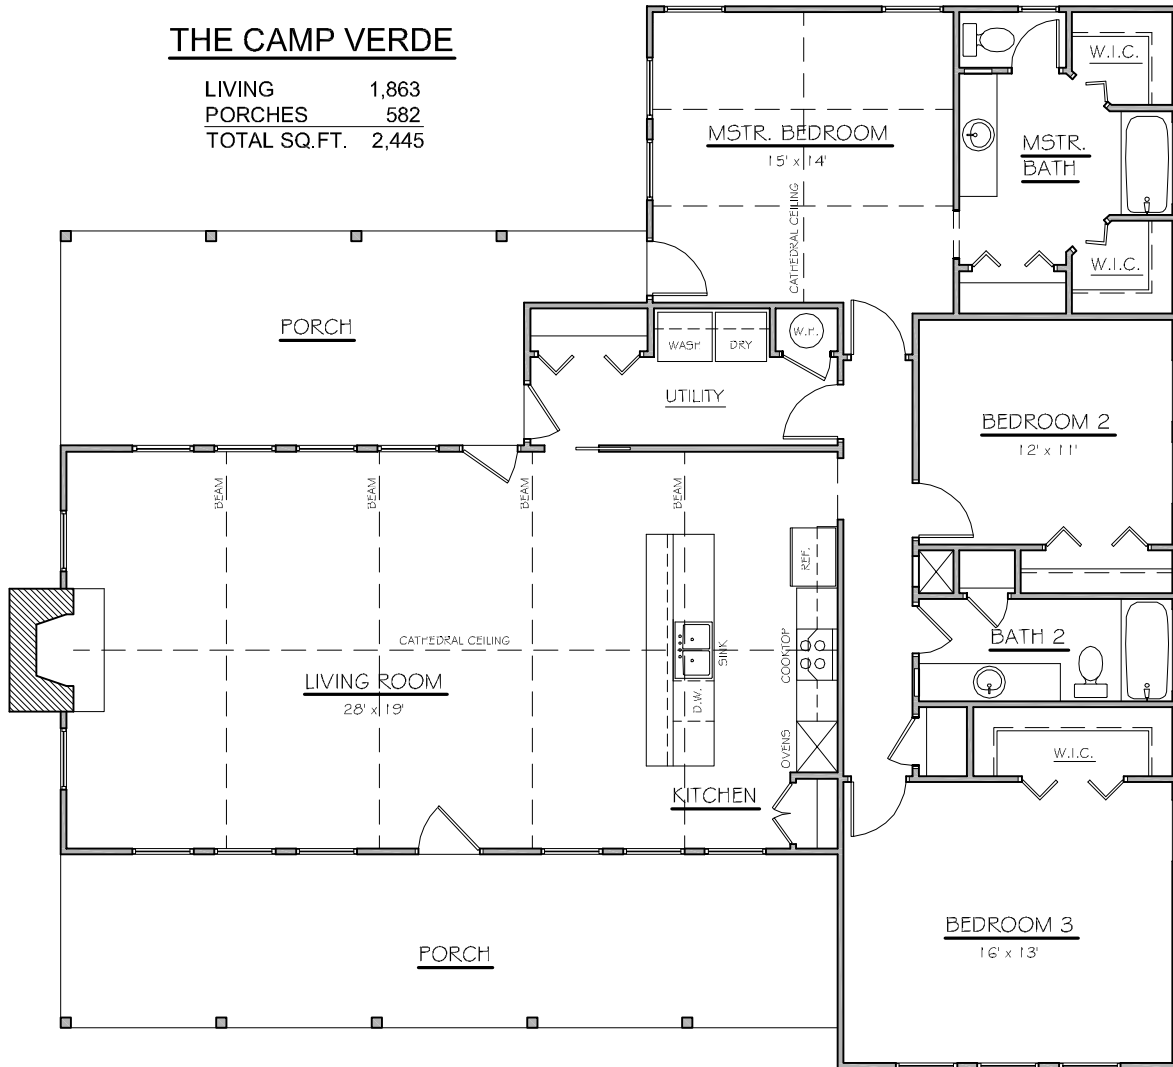 THE CAMP VERDE
LIVING 1,863
PORCHES 582
TOTAL SQ.FT. 2,445
W.I.C.
MSTR. BEDROOM
15' x 14'
MSTR.
BATH
CATHEDRAL CEILING
W.I.C.
PORCH
WASH
DRY
W.H.
UTILITY
BEDROOM 2
12' x 11'
BEAM
BEAM
BEAM
BEAM
REF.
CATHEDRAL CEILING
SINK
COOKTOP
BATH 2
LIVING ROOM
28' x 19'
D.W.
OVENS
W.I.C.
KITCHEN
BEDROOM 3
16' x 13'
PORCH